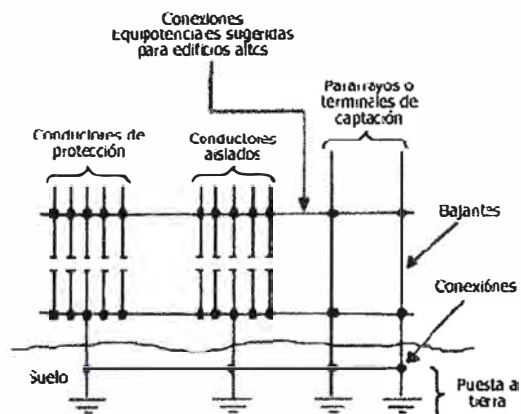 Conexiones
Equipotenciales sugeridas
para edificios altos
Pararrayos o
terminales de
captación
Conductores de
protección
Conductores
aislados
Bajantes
Conexiónes
Suelo
Puesta a
tierra